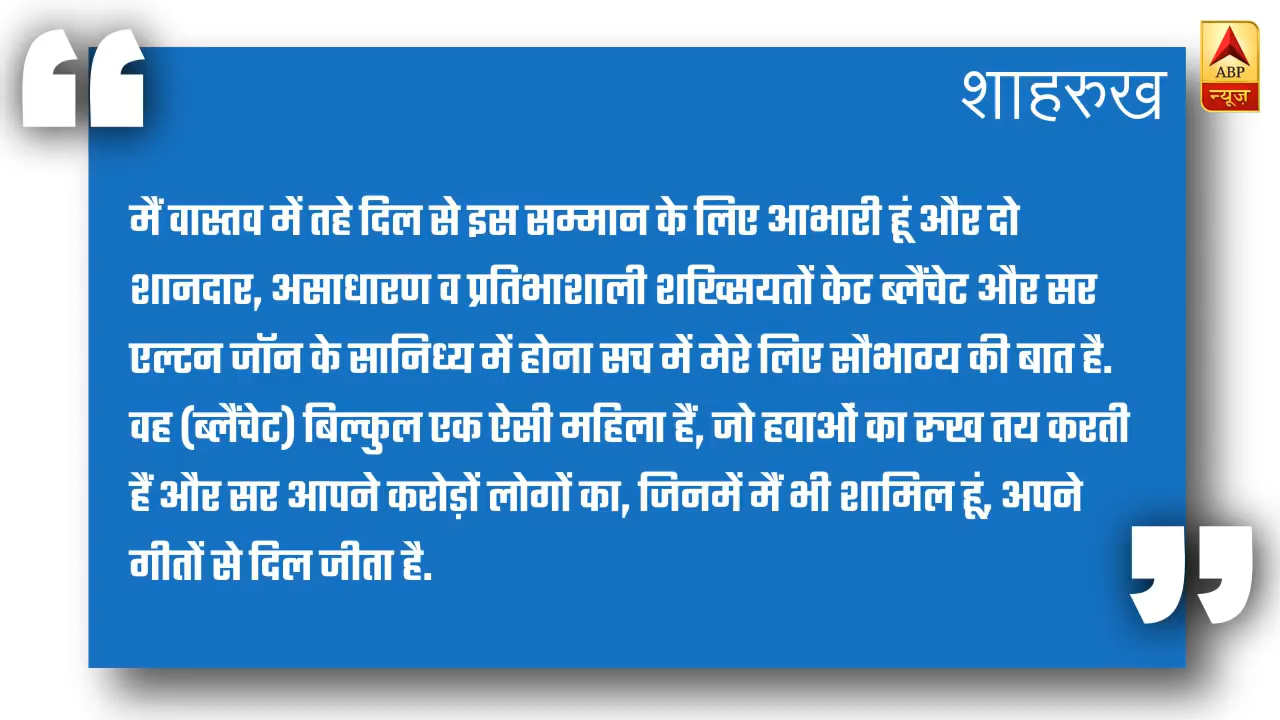 शाहरुख
ABP
न्यूज़
मैं वास्तव में तहे दिल से इस सम्मान के लिए आभारी हूं और दो
शानदार, असाधारण व प्रतिभाशाली शख्सियतों केट ब्लैंचेट और सर
एल्टन जॉन के सानिध्य में होना सच में मेरे लिए सौभाग्य की बात है.
वह (ब्लैंचेट) बिल्कुल एक ऐसी महिला हैं, जो हवाओं का रुख तय करती
हैं और सर आपने करोड़ों लोगों का, जिनमें मैं भी शामिल हूं, अपने
गीतों से दिल जीता है.